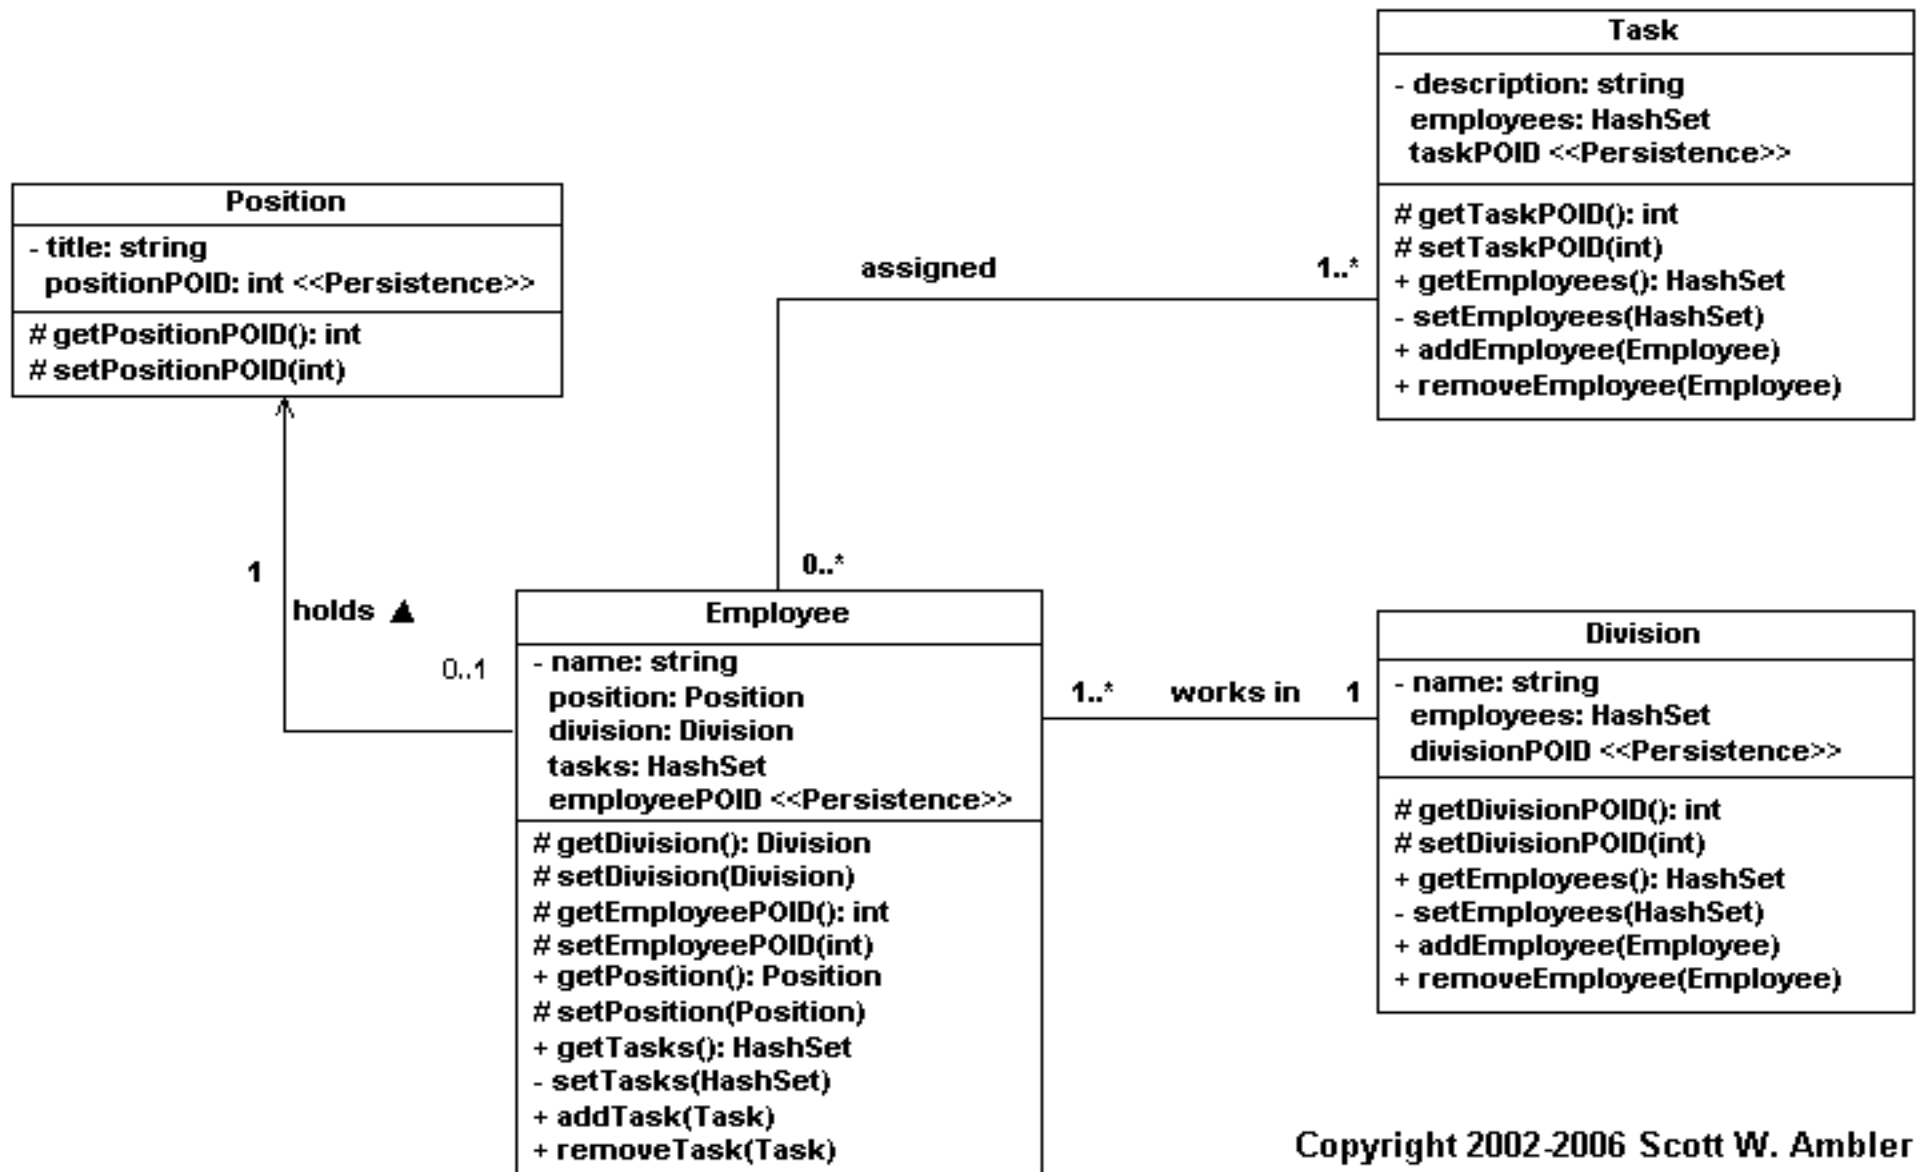 Task
- description: string
employees: HashSet
taskPOID <<Persistence>>
# getTaskPOID(): int
# setTaskPOID(int)
+ getEmployees(): HashSet
- setEmployees(HashSet)
+ addEmployee(Employee)
+ removeEmployee(Employee)
Position
- title: string
positionPOID: int <<Persistence>>
# getPositionPOID(): int
# setPositionPOID(int)
assigned
1..*
0..*
1
holds ▲
0..1
Employee
- name: string
position: Position
division: Division
tasks: HashSet
employeePOID <<Persistence>>
# getDivision(): Division
# setDivision(Division)
# getEmployeePOID(): int
# setEmployeePOID(int)
+ getPosition(): Position
# setPosition(Position)
+ getTasks(): HashSet
- setTasks(HashSet)
+ addTask(Task)
+ removeTask(Task)
1..* works in 1
Division
- name: string
employees: HashSet
divisionPOID <<Persistence>>
# getDivisionPOID(): int
# setDivisionPOID(int)
+ getEmployees(): HashSet
- setEmployees(HashSet)
+ addEmployee(Employee)
+ removeEmployee(Employee)
Copyright 2002-2006 Scott W. Ambler